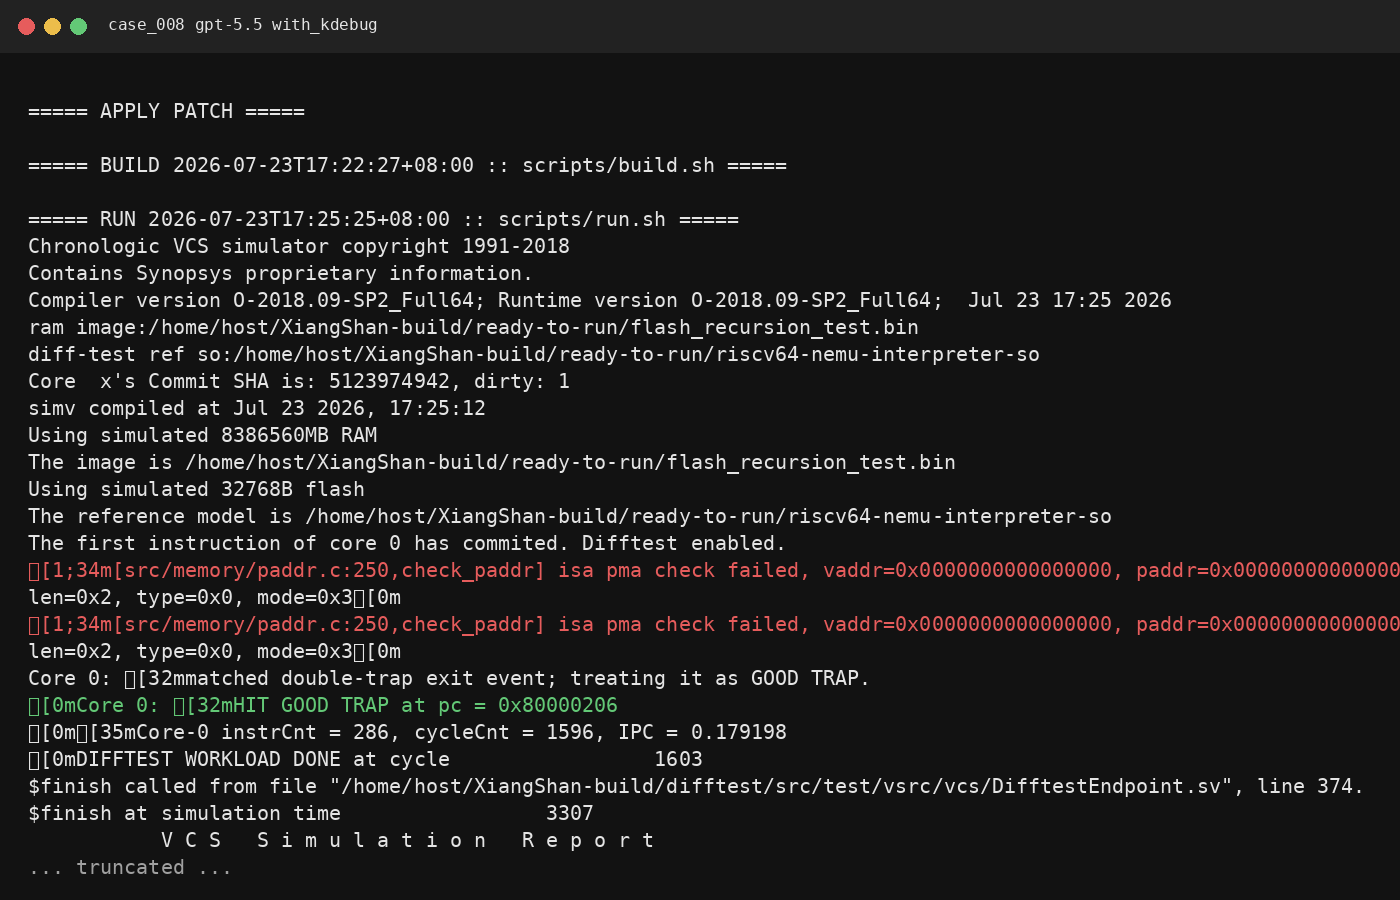 case_008 gpt-5.5 with_kdebug
===== APPLY PATCH =====
===== BUILD 2026-07-23T17:22:27+08:00 :: scripts/build.sh =====
===== RUN 2026-07-23T17:25:25+08:00 :: scripts/run.sh =====
Chronologic VCS simulator copyright 1991-2018
Contains Synopsys proprietary information.
Compiler version O-2018.09-SP2_Full64; Runtime version O-2018.09-SP2_Full64;  Jul 23 17:25 2026
ram image:/home/host/XiangShan-build/ready-to-run/flash_recursion_test.bin
diff-test ref so:/home/host/XiangShan-build/ready-to-run/riscv64-nemu-interpreter-so
Core  x's Commit SHA is: 5123974942, dirty: 1
simv compiled at Jul 23 2026, 17:25:12
Using simulated 8386560MB RAM
The image is /home/host/XiangShan-build/ready-to-run/flash_recursion_test.bin
Using simulated 32768B flash
The reference model is /home/host/XiangShan-build/ready-to-run/riscv64-nemu-interpreter-so
The first instruction of core 0 has commited. Difftest enabled.
▯[1;34m[src/memory/paddr.c:250,check_paddr] isa pma check failed, vaddr=0x0000000000000000, paddr=0x00000000000000
len=0x2, type=0x0, mode=0x3▯[0m
▯[1;34m[src/memory/paddr.c:250,check_paddr] isa pma check failed, vaddr=0x0000000000000000, paddr=0x00000000000000
len=0x2, type=0x0, mode=0x3▯[0m
Core 0: ▯[32mmatched double-trap exit event; treating it as GOOD TRAP.
▯[0mCore 0: ▯[32mHIT GOOD TRAP at pc = 0x80000206
▯[0m▯[35mCore-0 instrCnt = 286, cycleCnt = 1596, IPC = 0.179198
▯[0mDIFFTEST WORKLOAD DONE at cycle                 1603
$finish called from file "/home/host/XiangShan-build/difftest/src/test/vsrc/vcs/DifftestEndpoint.sv", line 374.
$finish at simulation time                 3307
V C S   S i m u l a t i o n   R e p o r t
... truncated ...